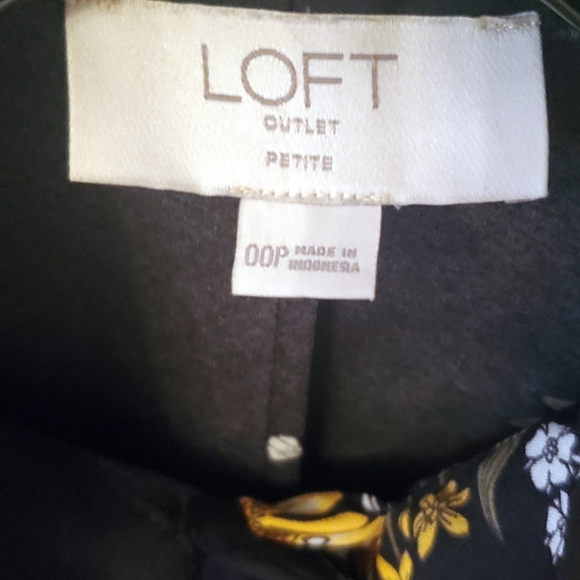 LOFT
OUTLET
PETITE
00P MADE IN
INDONESIA